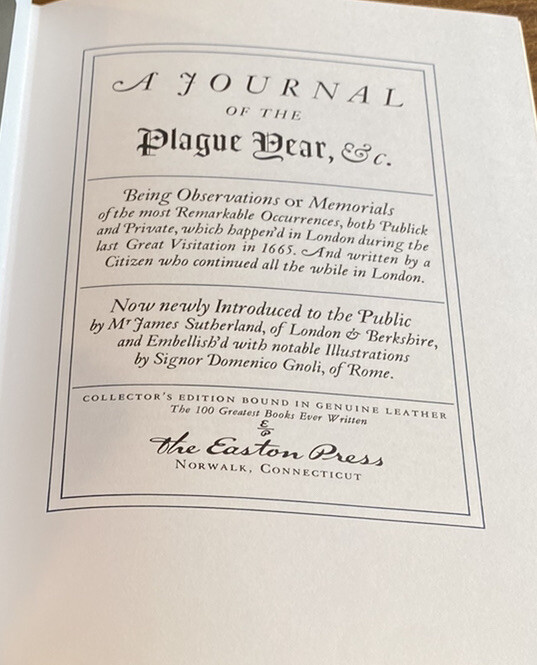 A JOURNAL
OF THE
Plague Year, &c.
Being Observations or Memorials
of the most Remarkable Occurrences, both Publick
and Private, which happen'd in London during the
last Great Visitation in 1665. And written by a
Citizen who continued all the while in London.
Now newly Introduced to the Public
by Mr James Sutherland, of London & Berkshire,
and Embellish'd with notable Illustrations
by Signor Domenico Gnoli, of Rome.
COLLECTOR'S EDITION BOUND IN GENUINE LEATHER
The 100 Greatest Books Ever Written
E
P
The Easton Press
NORWALK, CONNECTICUT